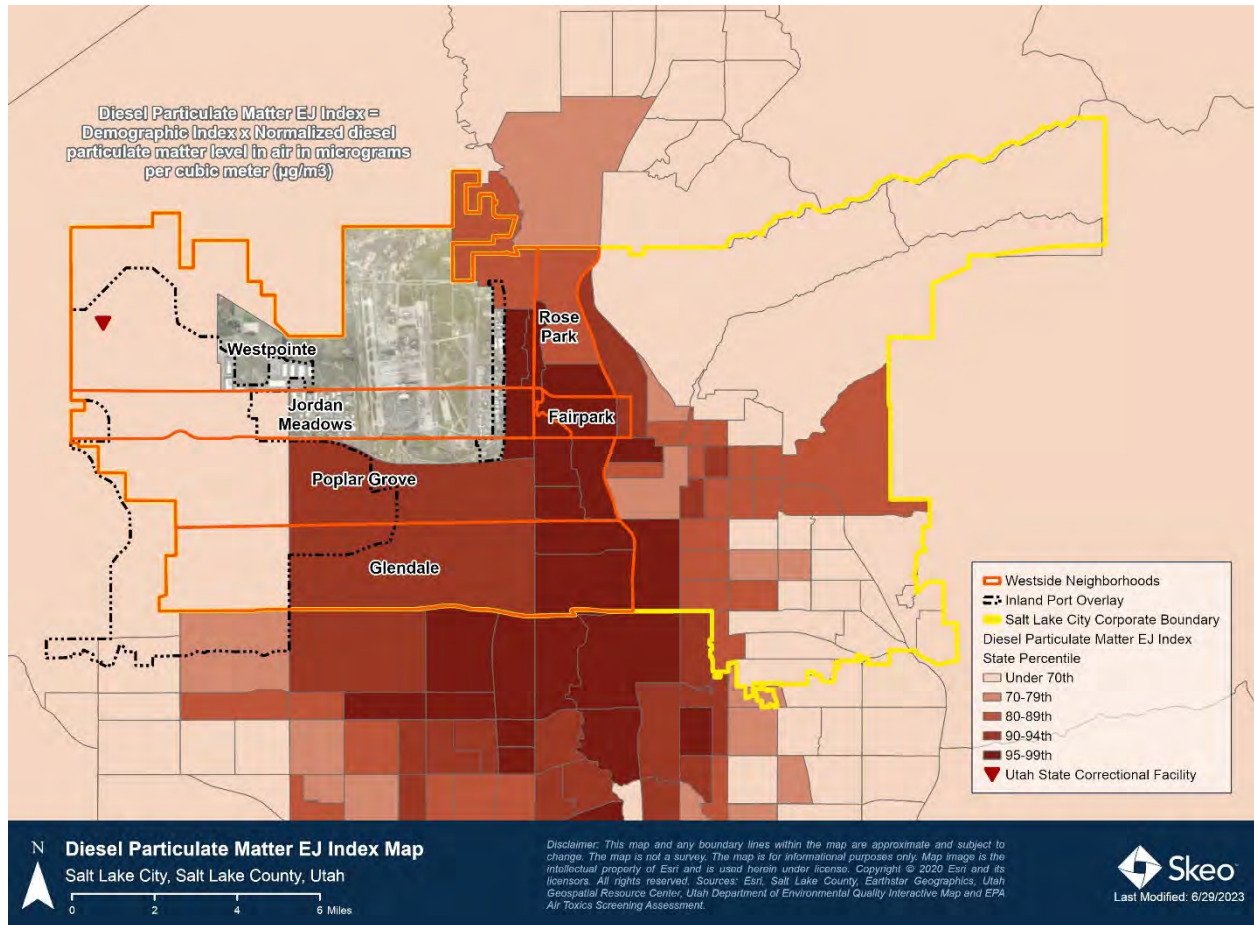 Diesel Particulate Matter EJ Index =
Demographic Index x Normalized diesel
particulate matter level in air in micrograms
per cubic meter (µg/m3)
Westpointe
Rose
Park
Jordan
Meadows
Fairpark
Poplar Grove
Glendale
Westside Neighborhoods
Inland Port Overlay
Salt Lake City Corporate Boundary
Diesel Particulate Matter EJ Index
State Percentile
Under 70th
70-79th
80-89th
90-94th
95-99th
Utah State Correctional Facility
N
Diesel Particulate Matter EJ Index Map
Salt Lake City, Salt Lake County, Utah
0 2 4 6 Miles
Disclaimer: This map and any boundary lines within the map are approximate and subject to
change. The map is not a survey. The map is for informational purposes only. Map image is the
intellectual property of Esri and is used herein under license. Copyright © 2020 Esri and its
licensors. All rights reserved. Sources: Esri, Salt Lake County, Earthstar Geographics, Utah
Geospatial Resource Center, Utah Department of Environmental Quality Interactive Map and EPA
Air Toxics Screening Assessment.
Skeo
Last Modified: 6/29/2023